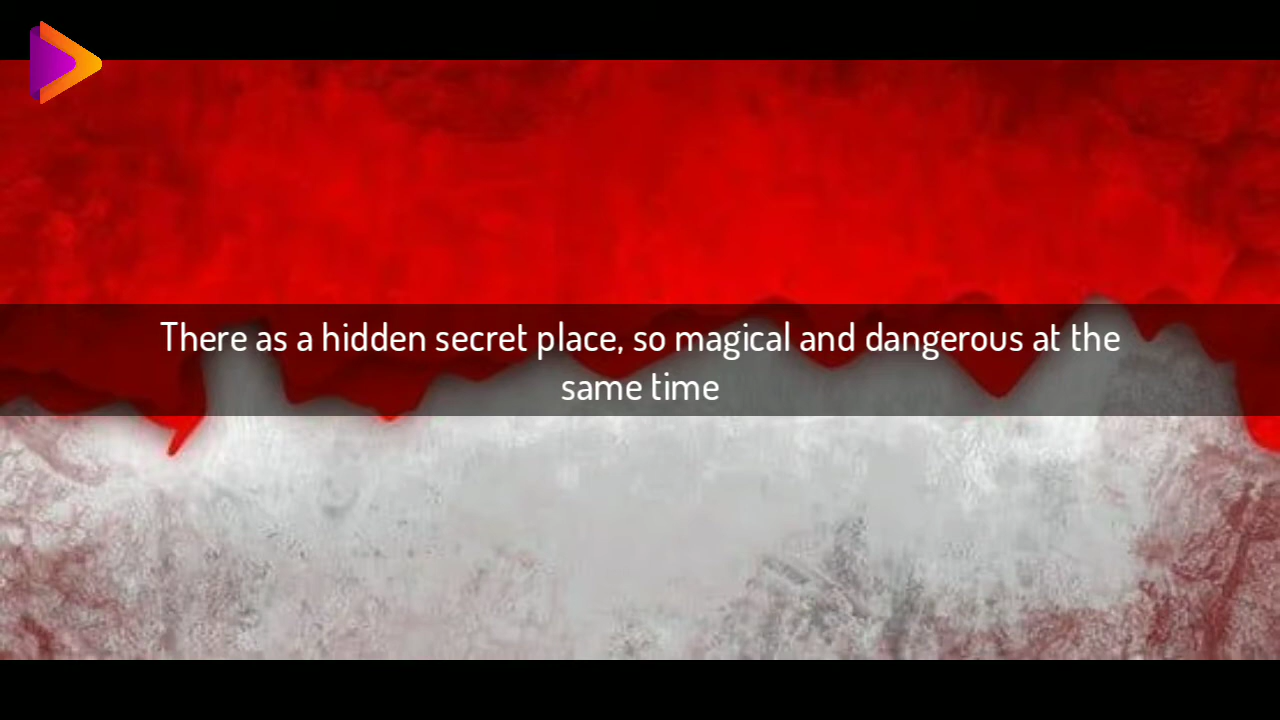 There as a hidden secret place, so magical and dangerous at the
same time